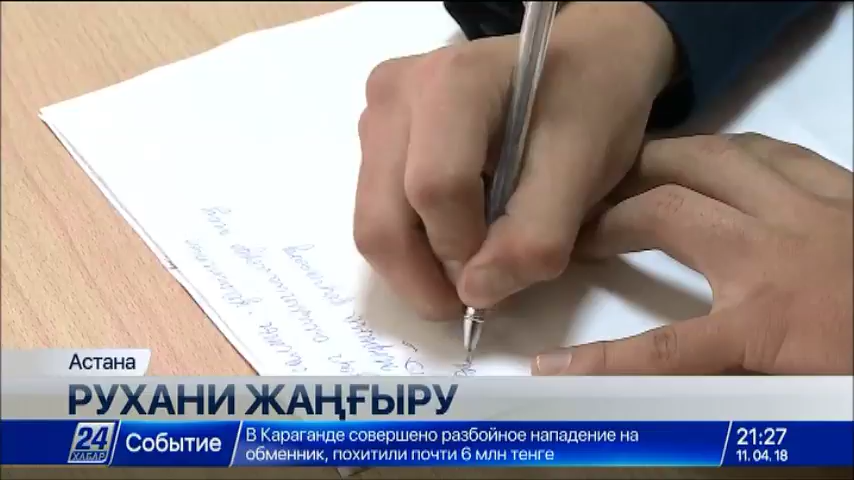 Астана
РУХАНИ ЖАҢҒЫРУ
24
ХАБАР
Событие
В Караганде совершено разбойное нападение на
обменник, похитили почти 6 млн тенге
21:27
11.04.18